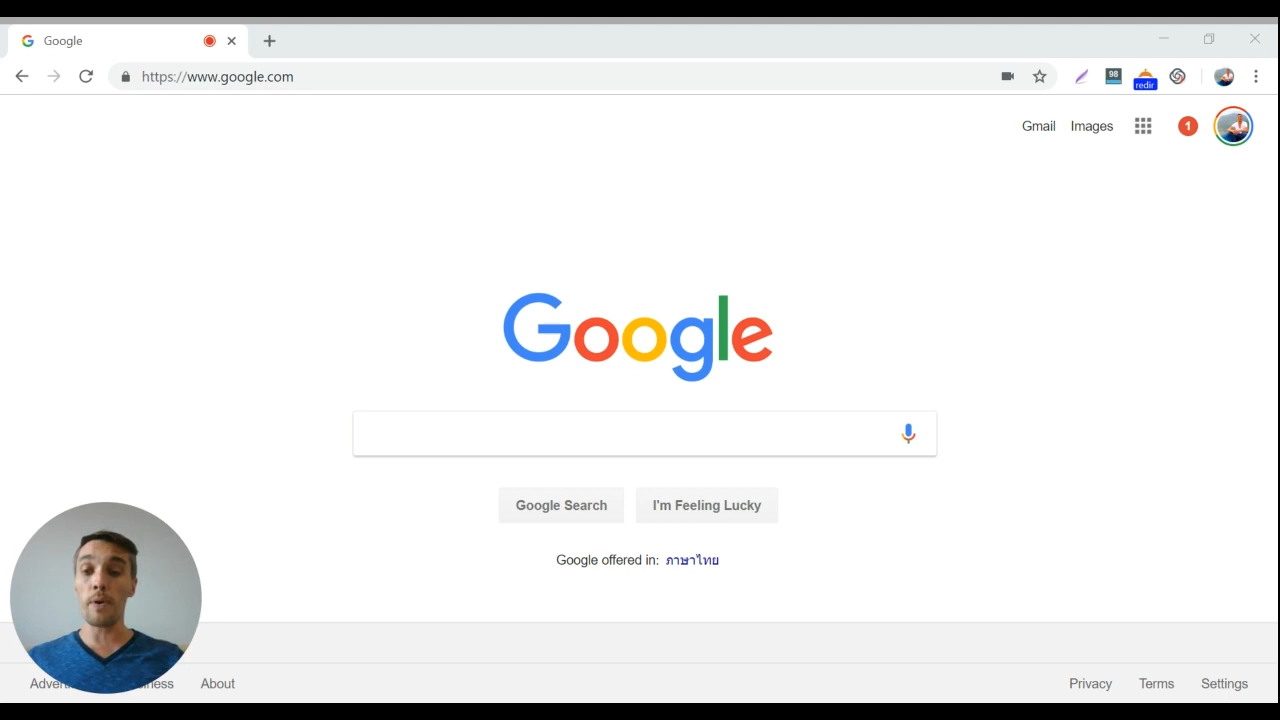 Google
https://www.google.com
98
redir
Gmail Images
1
Google
Google Search I'm Feeling Lucky
Google offered in: ภาษาไทย
About
Privacy Terms Settings